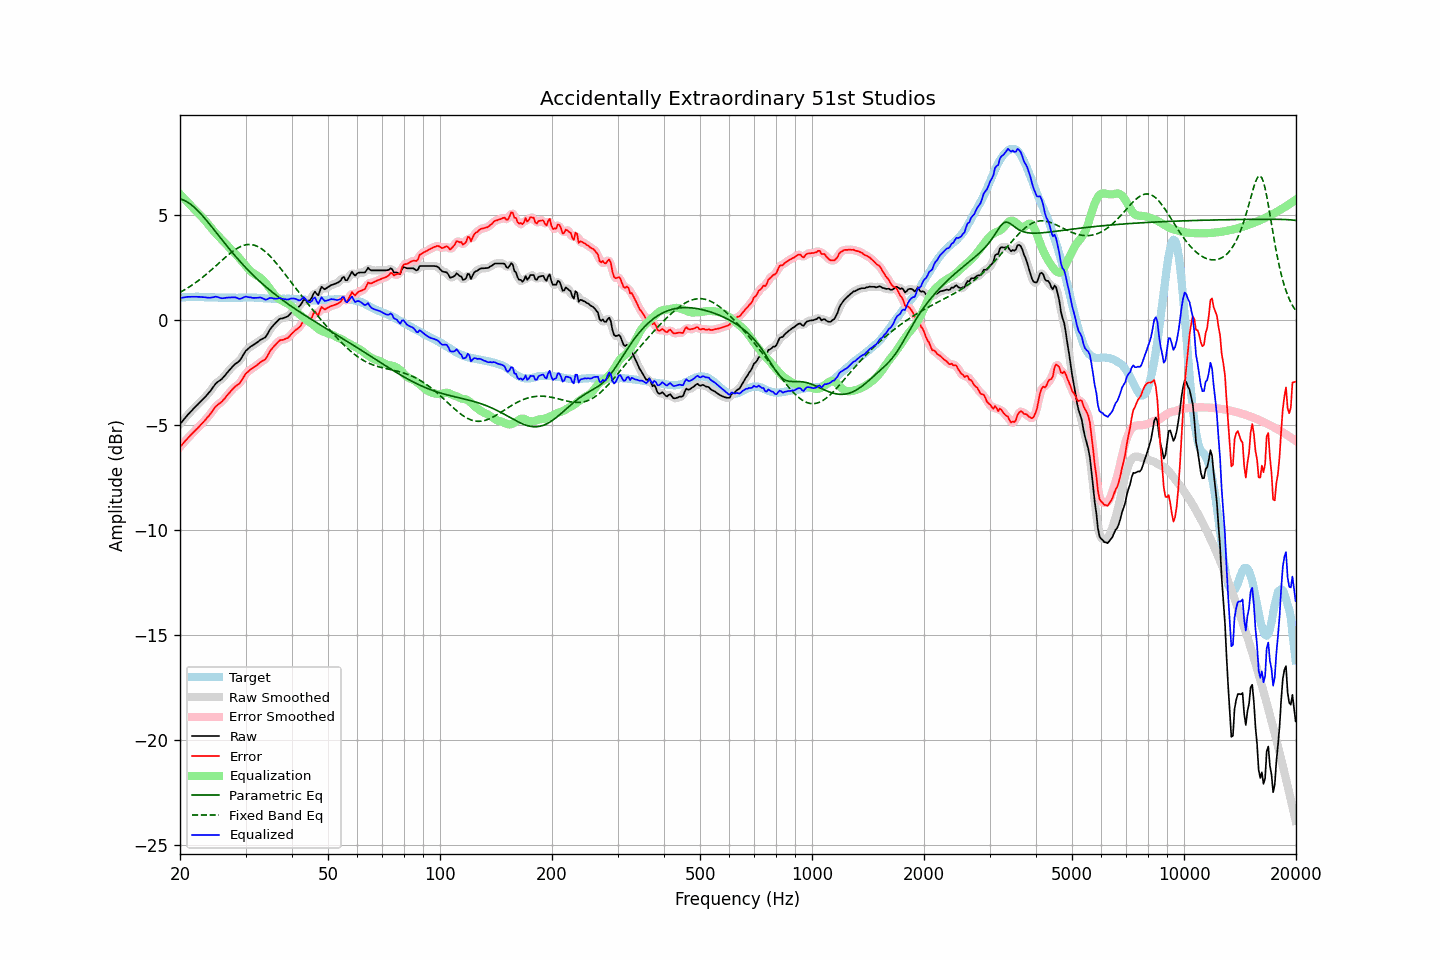 Accidentally Extraordinary 51st Studios
Amplitude (dBr)
5
0
−5
−10
−15
−20
−25
Target
Raw Smoothed
Error Smoothed
Raw
Error
Equalization
Parametric Eq
Fixed Band Eq
Equalized
20 50 100 200 500 1000 2000 5000 10000 20000
Frequency (Hz)